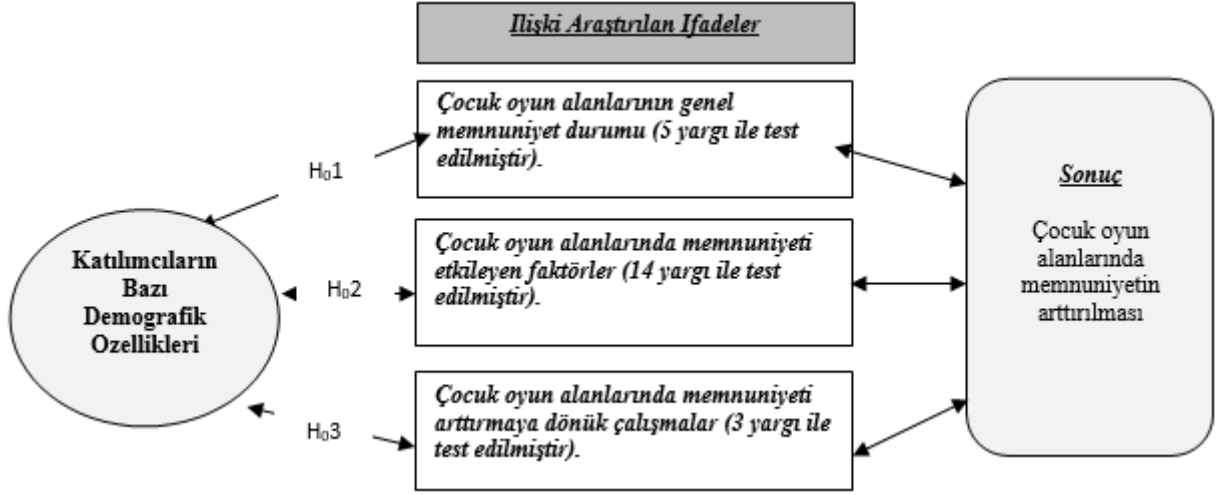 Ilişki Araştırılan Ifadeler
Çocuk oyun alanlarının genel
memnuniyet durumu (5 yargı ile test
edilmiştir).
H₀1
Katılımcıların
Bazı
Demografik
Ozellikleri
Çocuk oyun alanlarında memnuniyeti
etkileyen faktörler (14 yargı ile test
edilmiştir).
H₀2
Çocuk oyun alanlarında memnuniyeti
arttırmaya dönük çalışmalar (3 yargı ile
test edilmiştir).
H₀3
Sonuç
Çocuk oyun
alanlarında
memnuniyetin
arttırılması